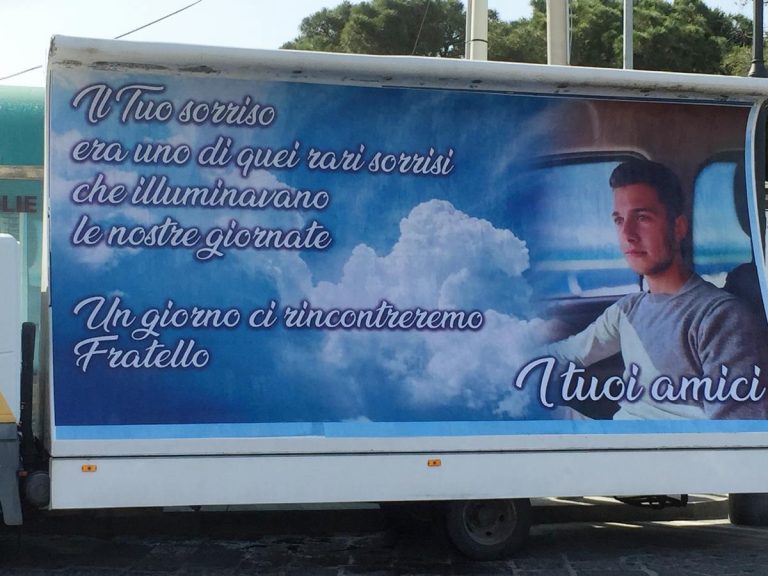 Il Tuo sorriso
era uno di quei rari sorrisi
che illuminavano
le nostre giornate
Un giorno ci rincontreremo
Fratello
I tuoi amici